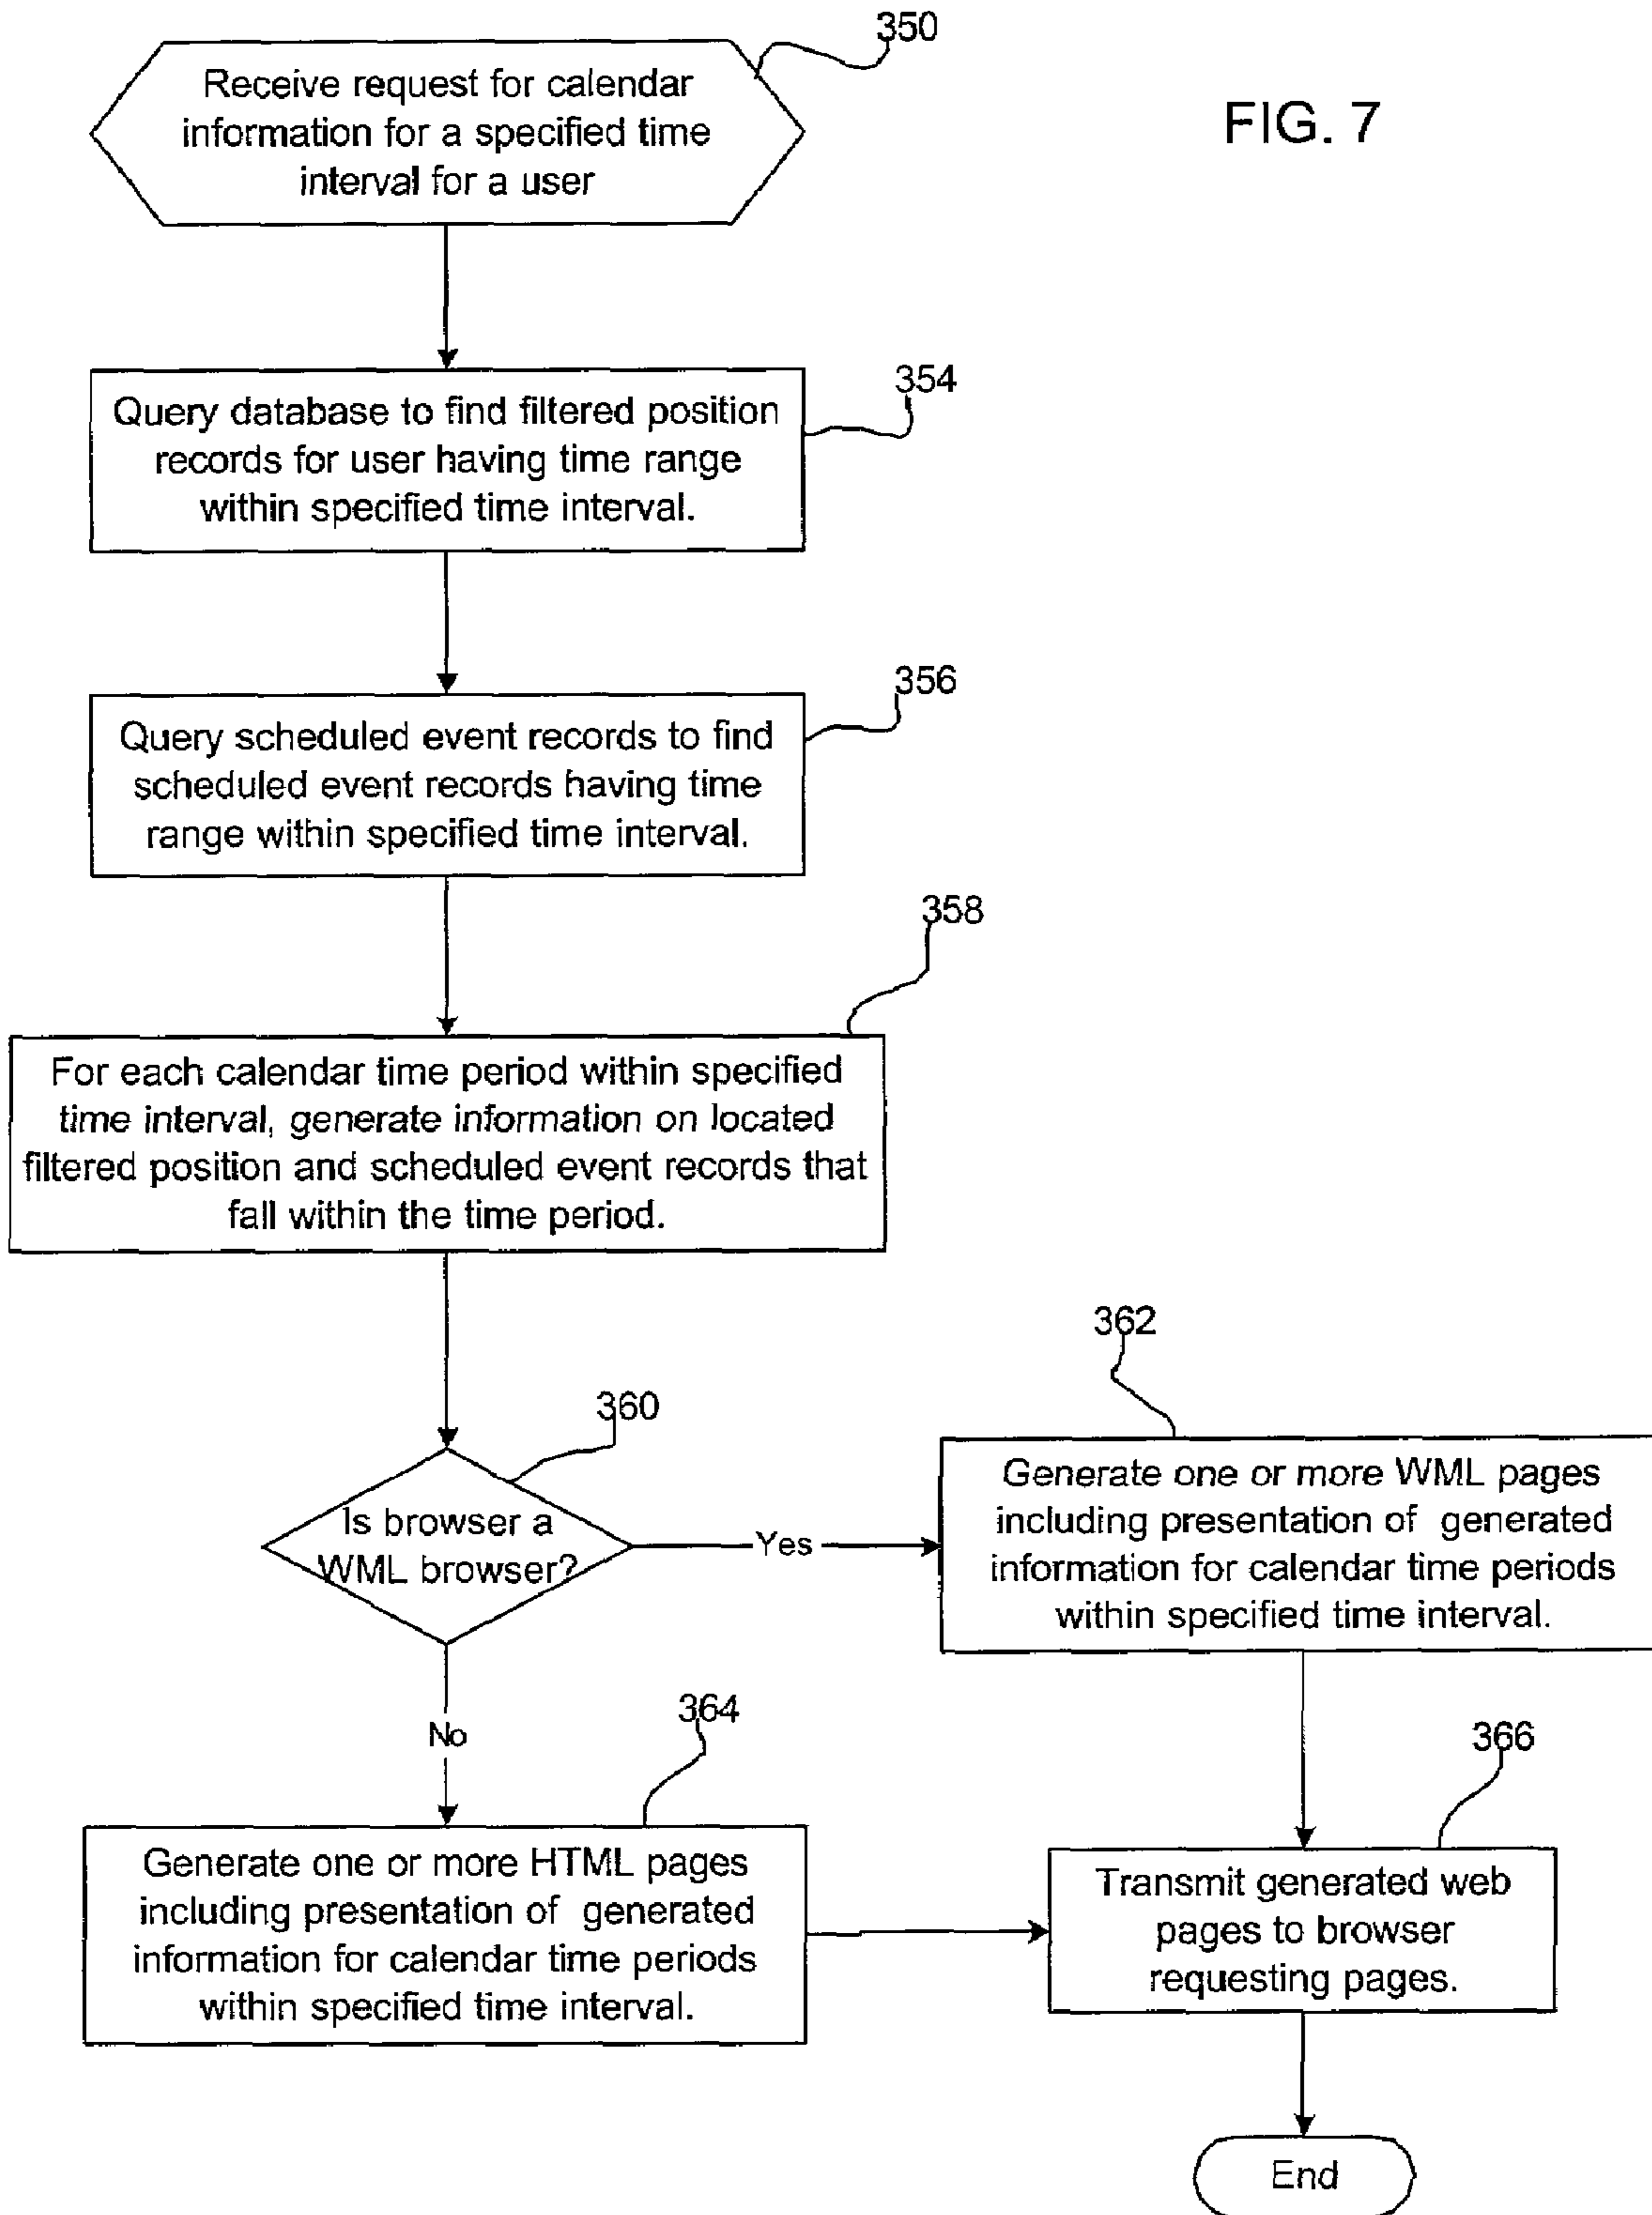 350
Receive request for calendar
information for a specified time
interval for a user
FIG. 7
354
Query database to find filtered position
records for user having time range
within specified time interval.
356
Query scheduled event records to find
scheduled event records having time
range within specified time interval.
358
For each calendar time period within specified
time interval, generate information on located
filtered position and scheduled event records that
fall within the time period.
360
Is browser a
WML browser?
Yes
362
Generate one or more WML pages
including presentation of generated
information for calendar time periods
within specified time interval.
No
364
Generate one or more HTML pages
including presentation of generated
information for calendar time periods
within specified time interval.
366
Transmit generated web
pages to browser
requesting pages.
End